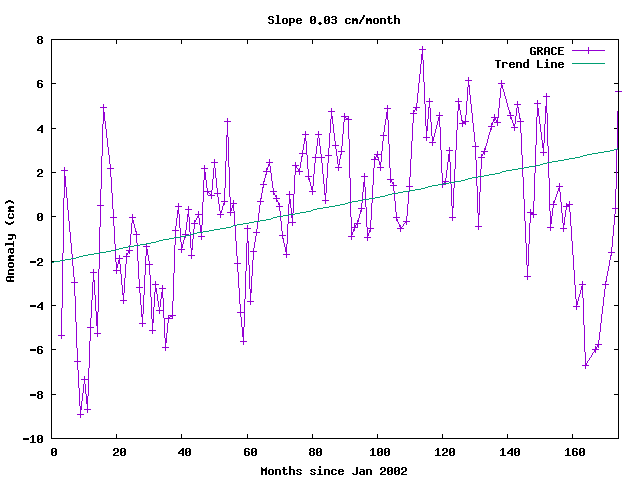 Slope 0.03 cm/month
GRACE
Trend Line
8
6
4
2
0
-2
-4
-6
-8
-10
Anomaly (cm)
0 20 40 60 80 100 120 140 160
Months since Jan 2002